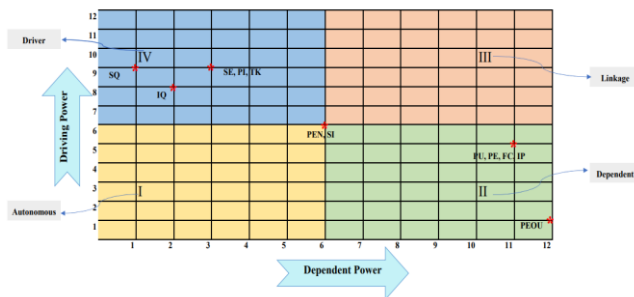 12
11
Driver
10
IV
III
9
SQ
SE, PI, TK
Linkage
8
IQ
7
Driving Power
6
PEN, SI
5
PU, PE, FC, IP
4
3
I
II
Dependent
2
Autonomous
1
PEOU
1 2 3 4 5 6 7 8 9 10 11 12
Dependent Power